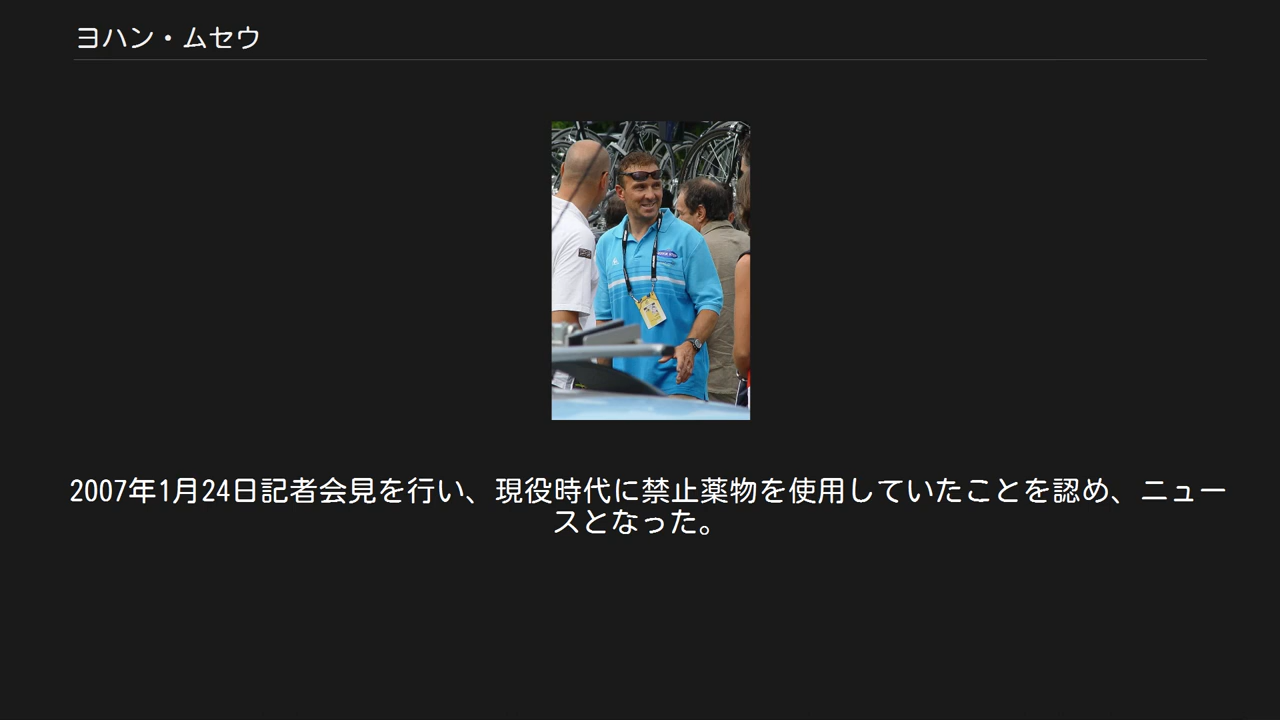 ヨハン・ムセウ
2007年1月24日記者会見を行い、現役時代に禁止薬物を使用していたことを認め、ニュー
スとなった。